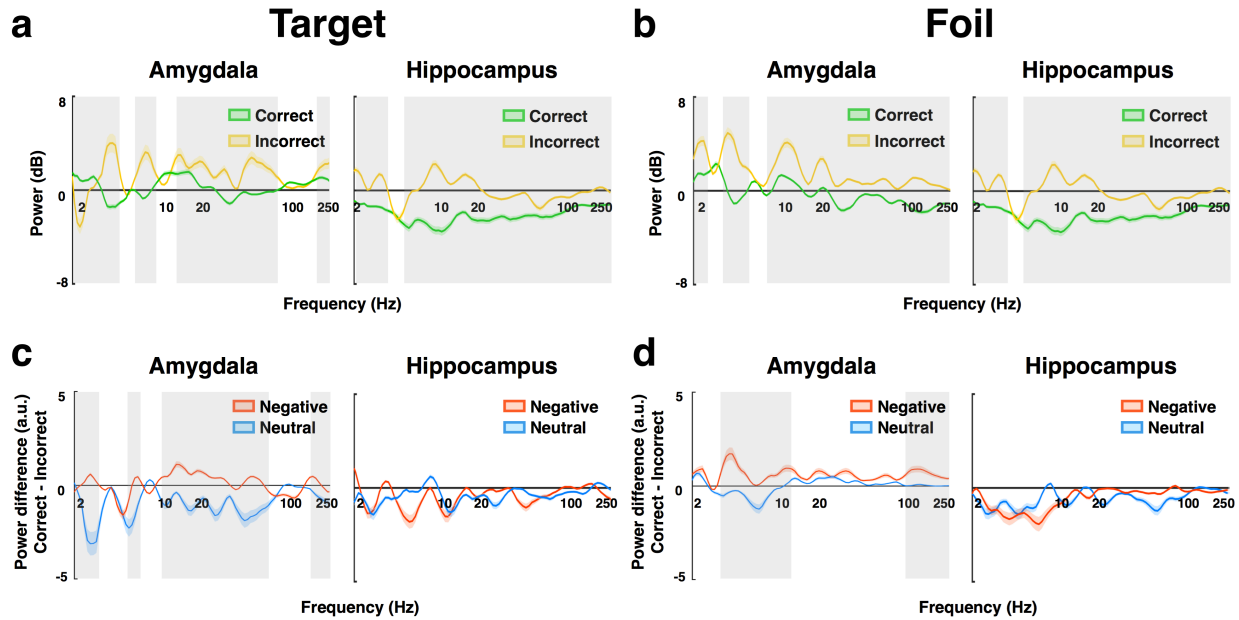 a Target
Amygdala Hippocampus
8
Correct
Incorrect
Correct
Incorrect
Power (dB)
0
2 10 20 100 250
2 10 20 100 250
-8
Frequency (Hz)
b Foil
Amygdala Hippocampus
8
Correct
Incorrect
Correct
Incorrect
Power (dB)
0
2 10 20 100 250
2 10 20 100 250
-8
Frequency (Hz)
c
Amygdala Hippocampus
5
Negative
Neutral
Negative
Neutral
Power difference (a.u.)
Correct - Incorrect
0
2 10 20 100 250
2 10 20 100 250
-5
Frequency (Hz)
d
Amygdala Hippocampus
5
Negative
Neutral
Negative
Neutral
Power difference (a.u.)
Correct - Incorrect
0
2 10 20 100 250
2 10 20 100 250
-5
Frequency (Hz)